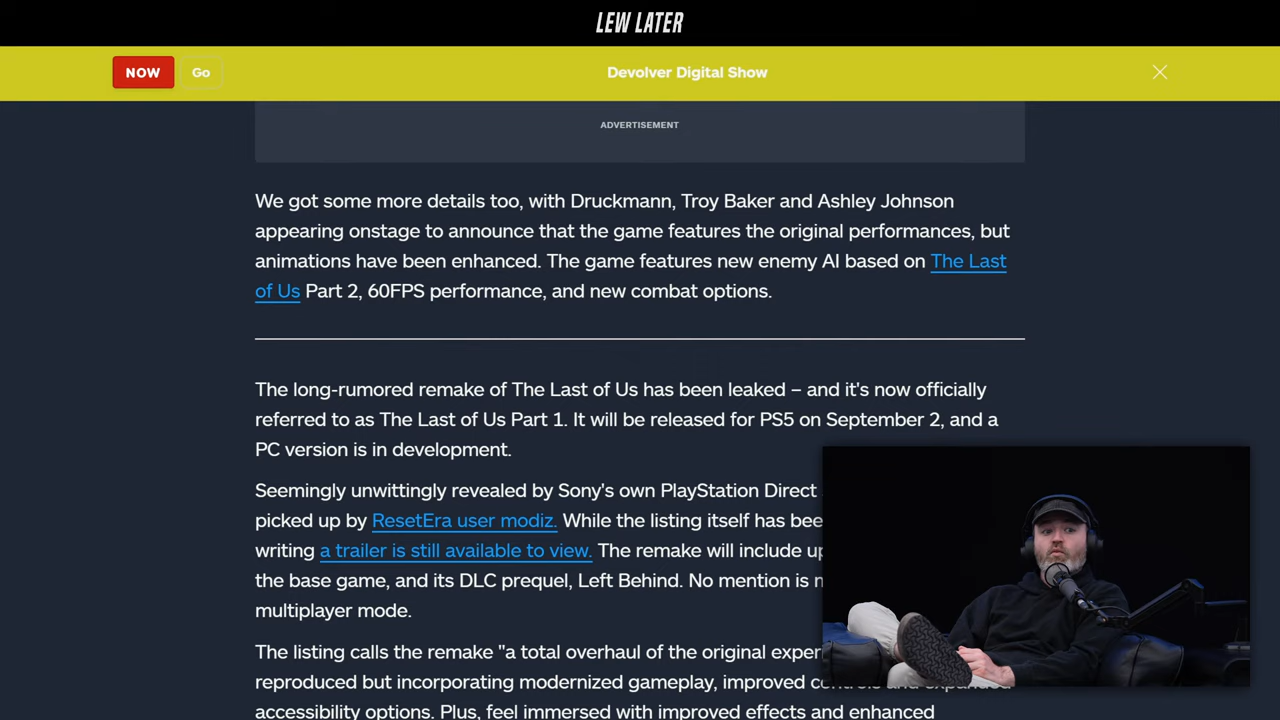 LEW LATER
NOW Go Devolver Digital Show
ADVERTISEMENT
We got some more details too, with Druckmann, Troy Baker and Ashley Johnson
appearing onstage to announce that the game features the original performances, but
animations have been enhanced. The game features new enemy AI based on The Last
of Us Part 2, 60FPS performance, and new combat options.
The long-rumored remake of The Last of Us has been leaked – and it's now officially
referred to as The Last of Us Part 1. It will be released for PS5 on September 2, and a
PC version is in development.
Seemingly unwittingly revealed by Sony's own PlayStation Direct
picked up by ResetEra user modiz. While the listing itself has bee
writing a trailer is still available to view. The remake will include up
the base game, and its DLC prequel, Left Behind. No mention is m
multiplayer mode.
The listing calls the remake "a total overhaul of the original exper
reproduced but incorporating modernized gameplay, improved
accessibility options. Plus, feel immersed with improved effects and enhanced